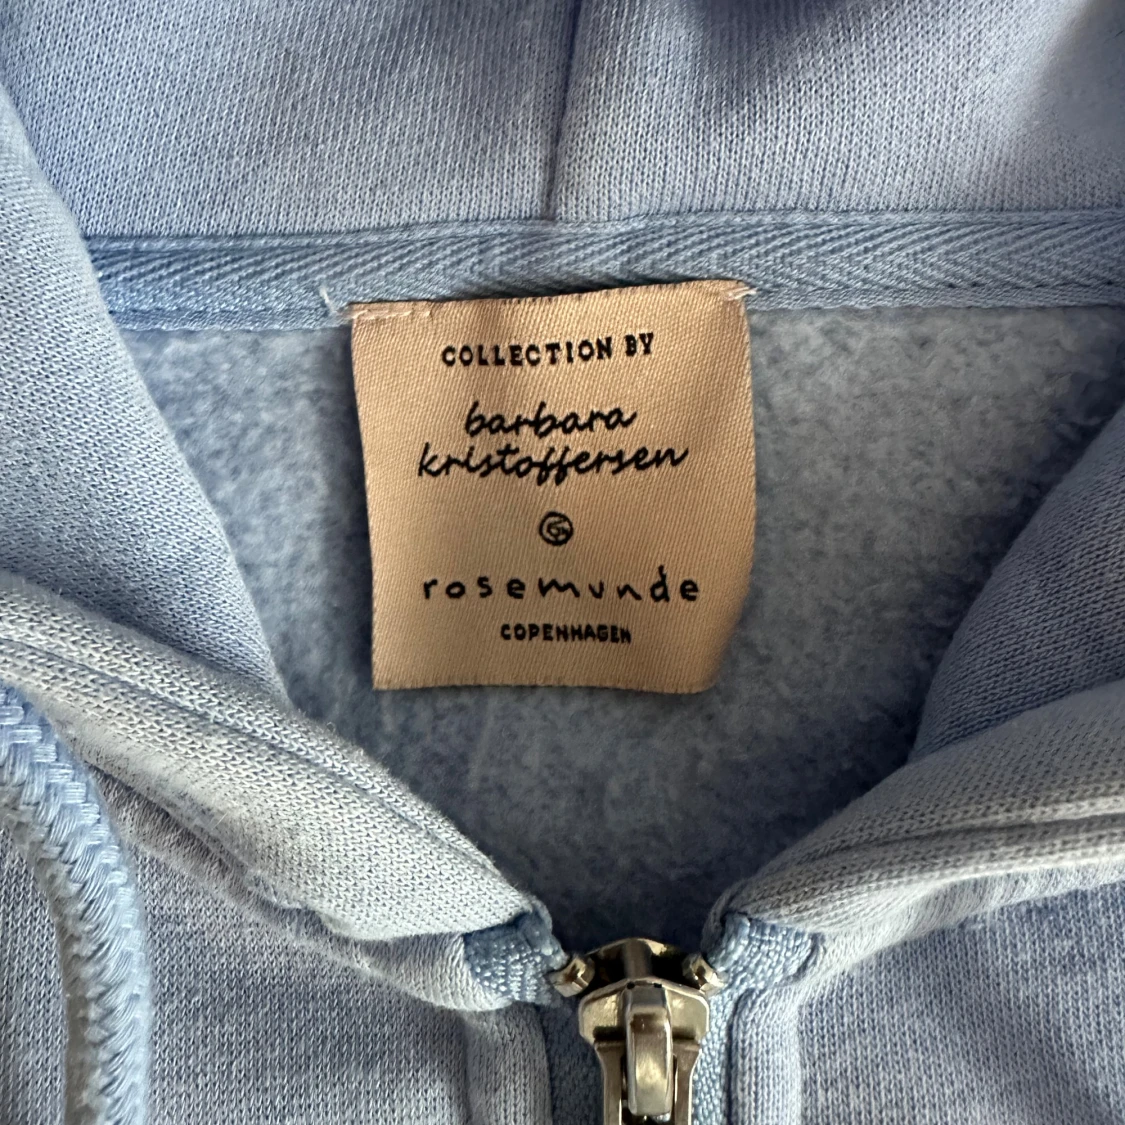 COLLECTION BY
barbara
kristoffersen
rosemunde
COPENHAGEN